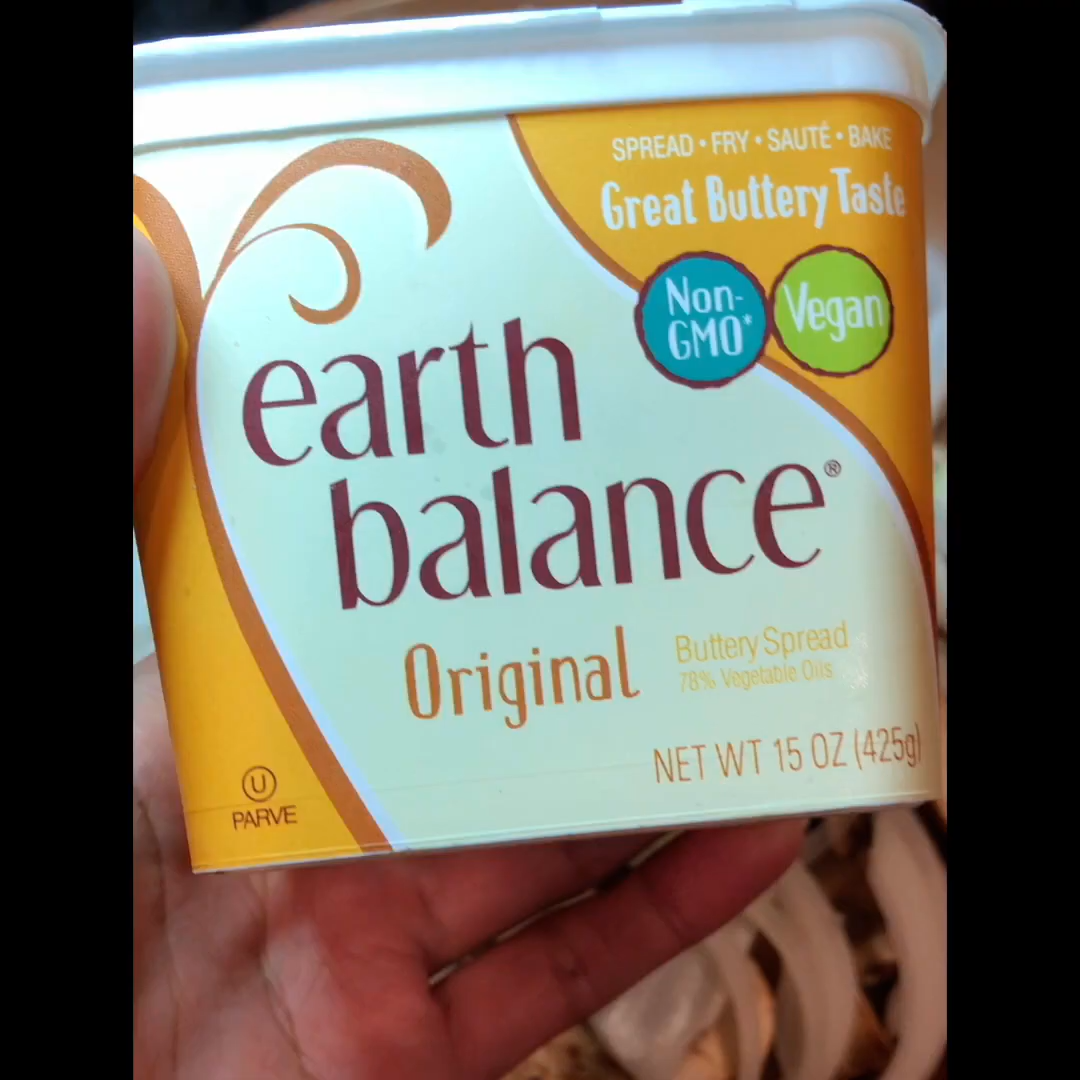 SPREAD • FRY • SAUTÉ • BAKE
Great Buttery Taste
Non-
GMO*
Vegan
earth
balance®
Original
Buttery Spread
78% Vegetable Oils
NET WT 15 OZ (425g)
U
PARVE